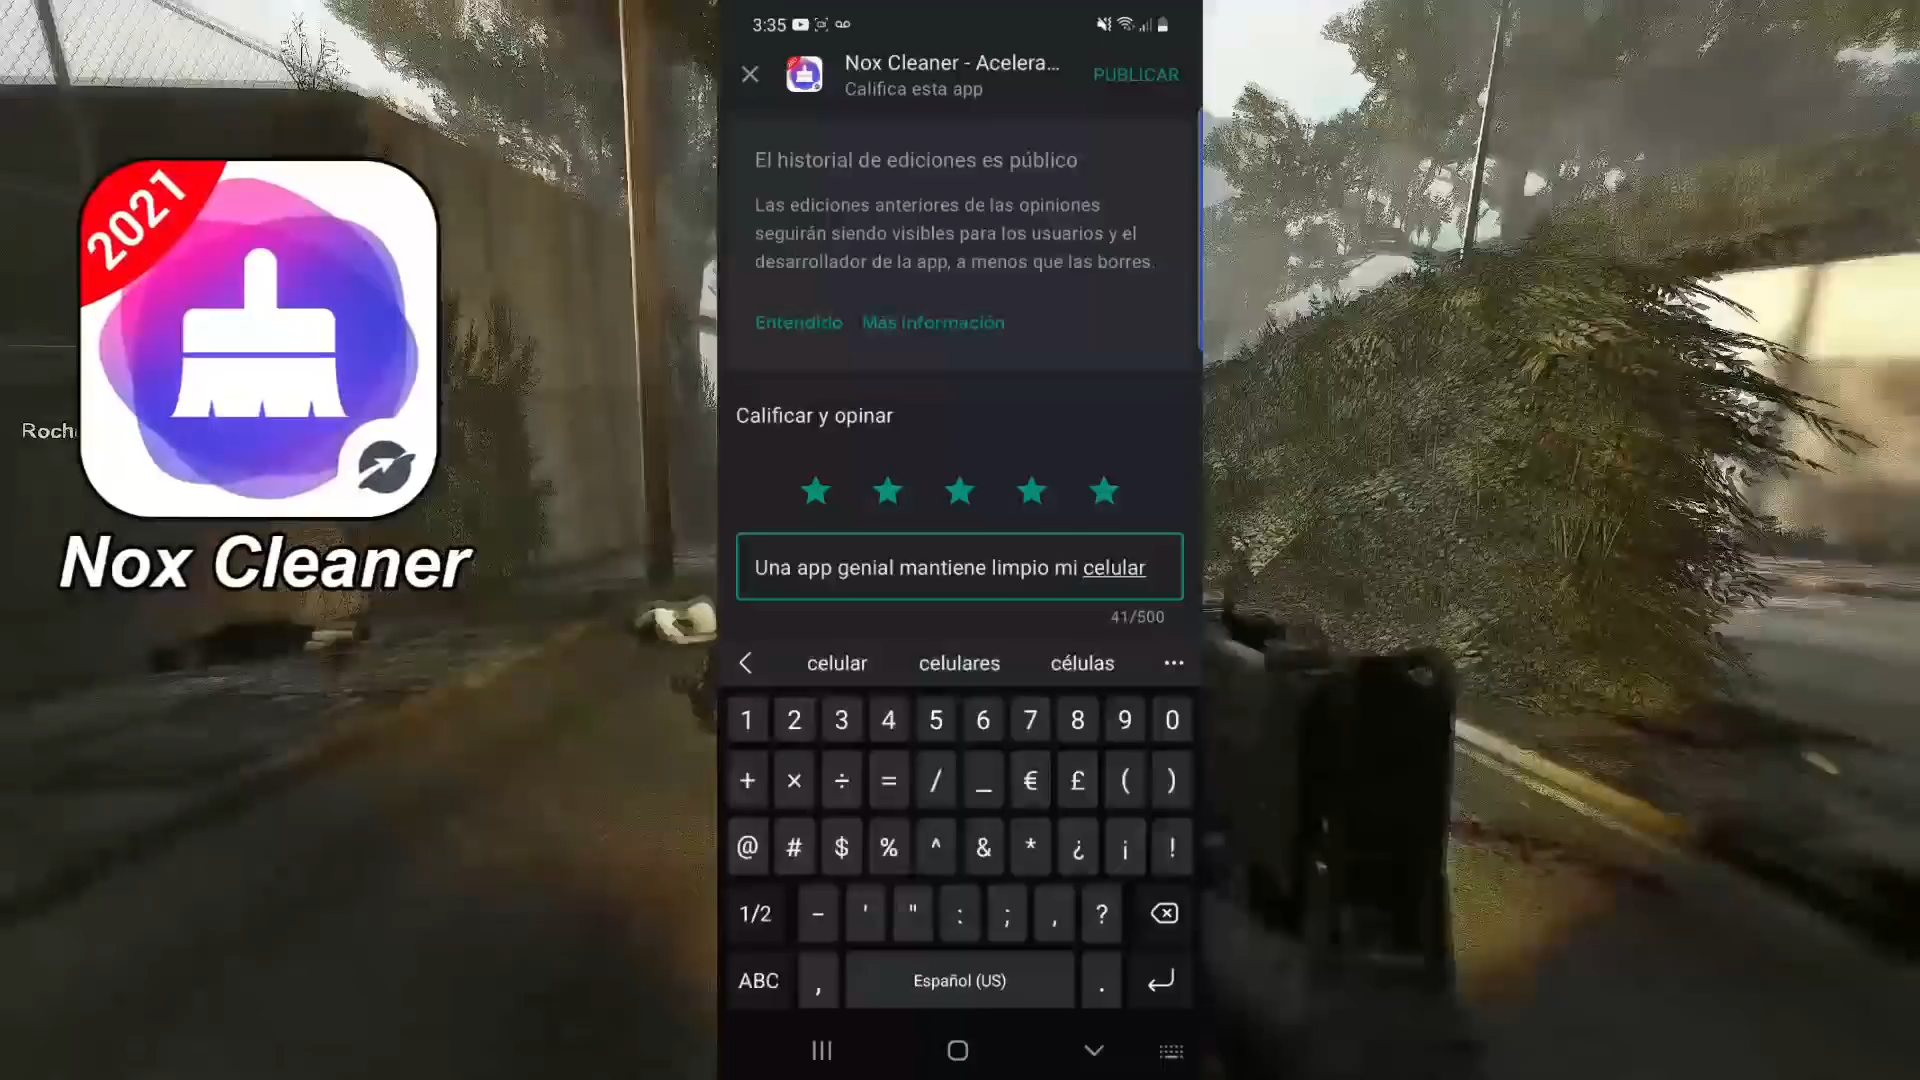 3:35
Nox Cleaner - Acelera...
Califica esta app
PUBLICAR
El historial de ediciones es público
Las ediciones anteriores de las opiniones
seguirán siendo visibles para los usuarios y el
desarrollador de la app, a menos que las borres.
Entendido Más información
Calificar y opinar
Una app genial mantiene limpio mi celular
41/500
celular celulares células ...
1 2 3 4 5 6 7 8 9 0
+ × ÷ = / _ € £ ( )
@ # $ % ^ & * ¿ ¡ !
1/2 - ' " : ; , ?
ABC , Español (US) .
2021
Nox Cleaner